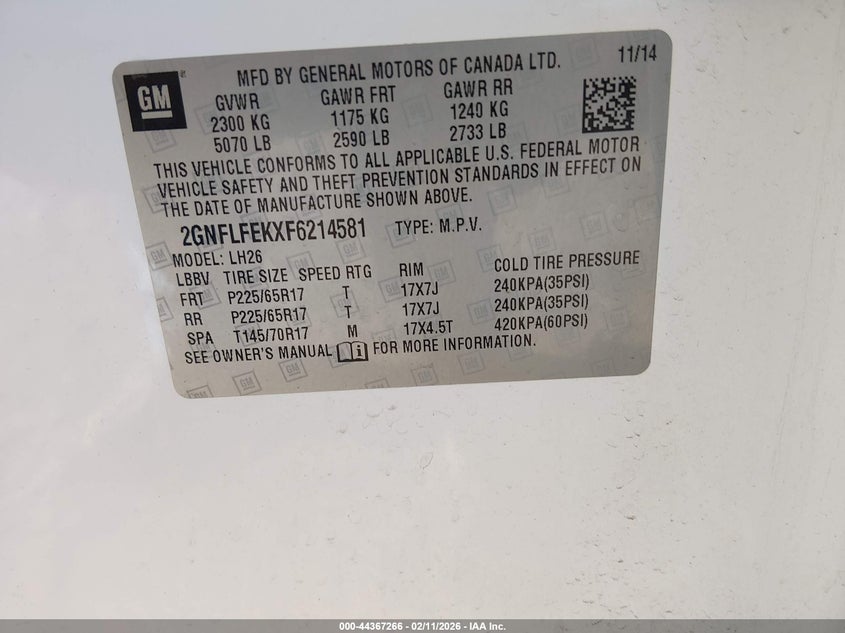 11/14
GM
MFD BY GENERAL MOTORS OF CANADA LTD.
GVWR GAWR FRT GAWR RR
2300 KG 1175 KG 1240 KG
5070 LB 2590 LB 2733 LB
THIS VEHICLE CONFORMS TO ALL APPLICABLE U.S. FEDERAL MOTOR
VEHICLE SAFETY AND THEFT PREVENTION STANDARDS IN EFFECT ON
THE DATE OF MANUFACTURE SHOWN ABOVE.
2GNFLFEKXF6214581 TYPE: M.P.V.
MODEL: LH26
LBBV TIRE SIZE SPEED RTG RIM COLD TIRE PRESSURE
FRT P225/65R17 T 17X7J 240KPA(35PSI)
RR P225/65R17 T 17X7J 240KPA(35PSI)
SPA T145/70R17 M 17X4.5T 420KPA(60PSI)
SEE OWNER'S MANUAL FOR MORE INFORMATION.
000-44367266 - 02/11/2026 - IAA Inc.